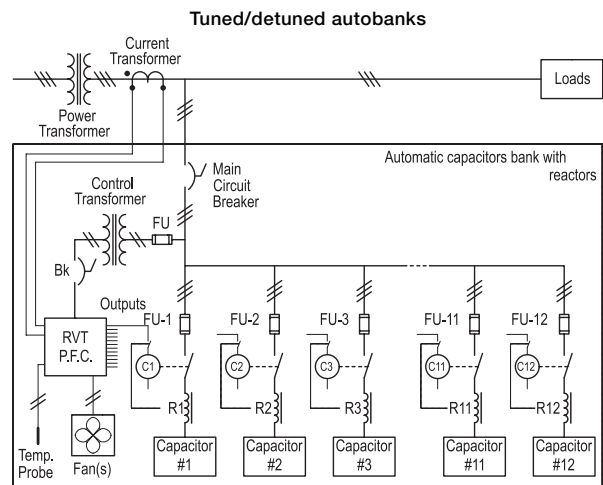 Tuned/detuned autobanks
Current
Transformer
Power
Transformer
Loads
Automatic capacitors bank with
reactors
Main
Circuit
Breaker
Control
Transformer
FU
Bk
Outputs
RVT
P.F.C.
Temp.
Probe
Fan(s)
FU-1
FU-2
FU-3
FU-11
FU-12
C1
C2
C3
C11
C12
R1
R2
R3
R11
R12
Capacitor
#1
Capacitor
#2
Capacitor
#3
Capacitor
#11
Capacitor
#12